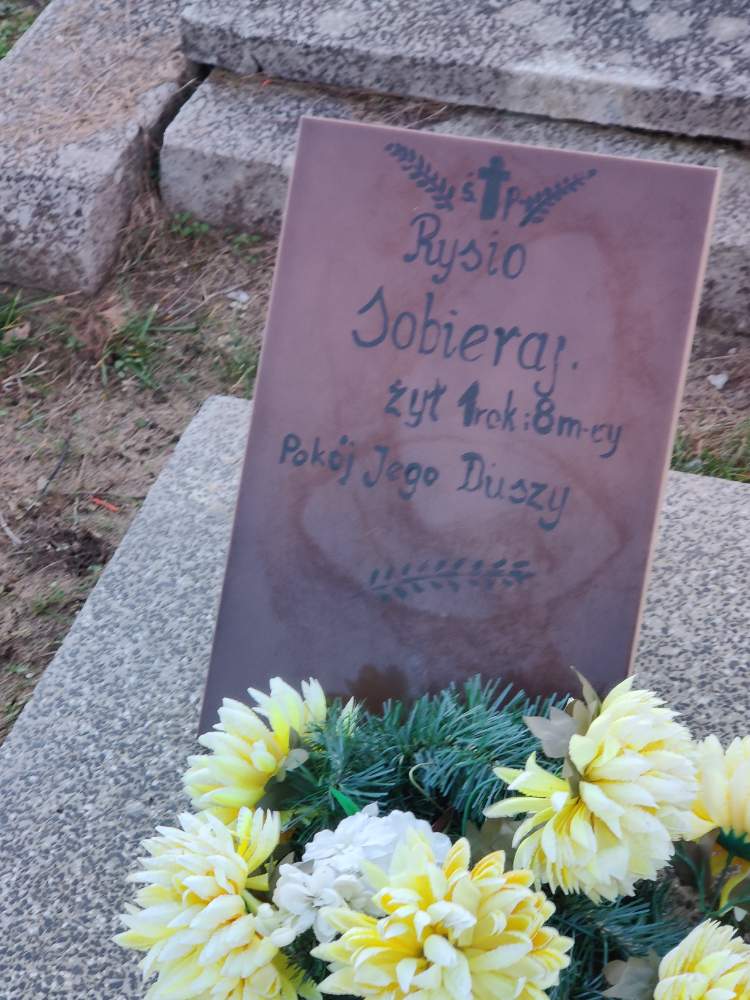 ś. P.
Rysio
Sobieraj.
żył 1 rok i 8 m-cy
Pokój Jego Duszy